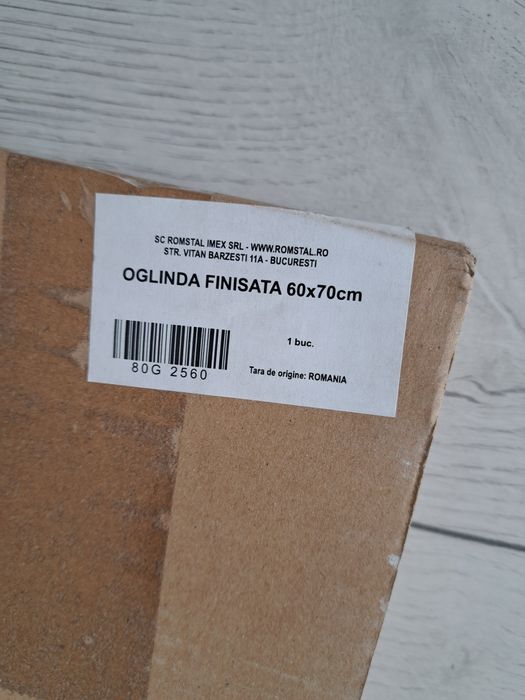 SC ROMSTAL IMEX SRL - WWW.ROMSTAL.RO
STR. VITAN BARZESTI 11A - BUCURESTI
OGLINDA FINISATA 60x70cm
1 buc.
80G 2560
Tara de origine: ROMANIA